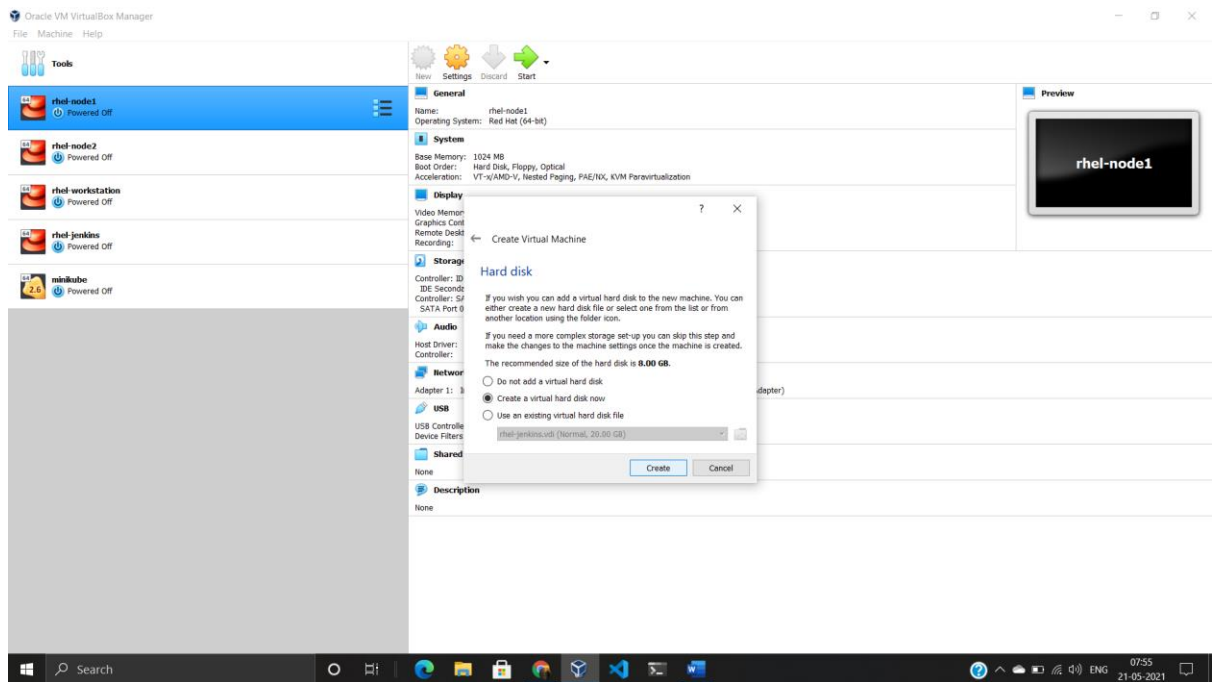 Oracle VM VirtualBox Manager
File Machine Help
Tools
New Settings Discard Start
64
rhel-node1
Powered Off
64
rhel-node2
Powered Off
64
rhel-workstation
Powered Off
64
rhel-jenkins
Powered Off
64
2.6
minikube
Powered Off
General
Name: rhel-node1
Operating System: Red Hat (64-bit)
System
Base Memory: 1024 MB
Boot Order: Hard Disk, Floppy, Optical
Acceleration: VT-x/AMD-V, Nested Paging, PAE/NX, KVM Paravirtualization
Display
Video Memor
Graphics Cont
Remote Deskt
Recording:
Storage
Controller: ID
IDE Seconda
Controller: SA
SATA Port 0
Audio
Host Driver:
Controller:
Networ
Adapter 1:
dapter)
USB
USB Controlle
Device Filters
Shared
None
Description
None
Preview
rhel-node1
?
← Create Virtual Machine
Hard disk
If you wish you can add a virtual hard disk to the new machine. You can
either create a new hard disk file or select one from the list or from
another location using the folder icon.
If you need a more complex storage set-up you can skip this step and
make the changes to the machine settings once the machine is created.
The recommended size of the hard disk is 8.00 GB.
Do not add a virtual hard disk
Create a virtual hard disk now
Use an existing virtual hard disk file
rhel-jenkins.vdi (Normal, 20.00 GB)
Create Cancel
Search
ENG
07:55
21-05-2021